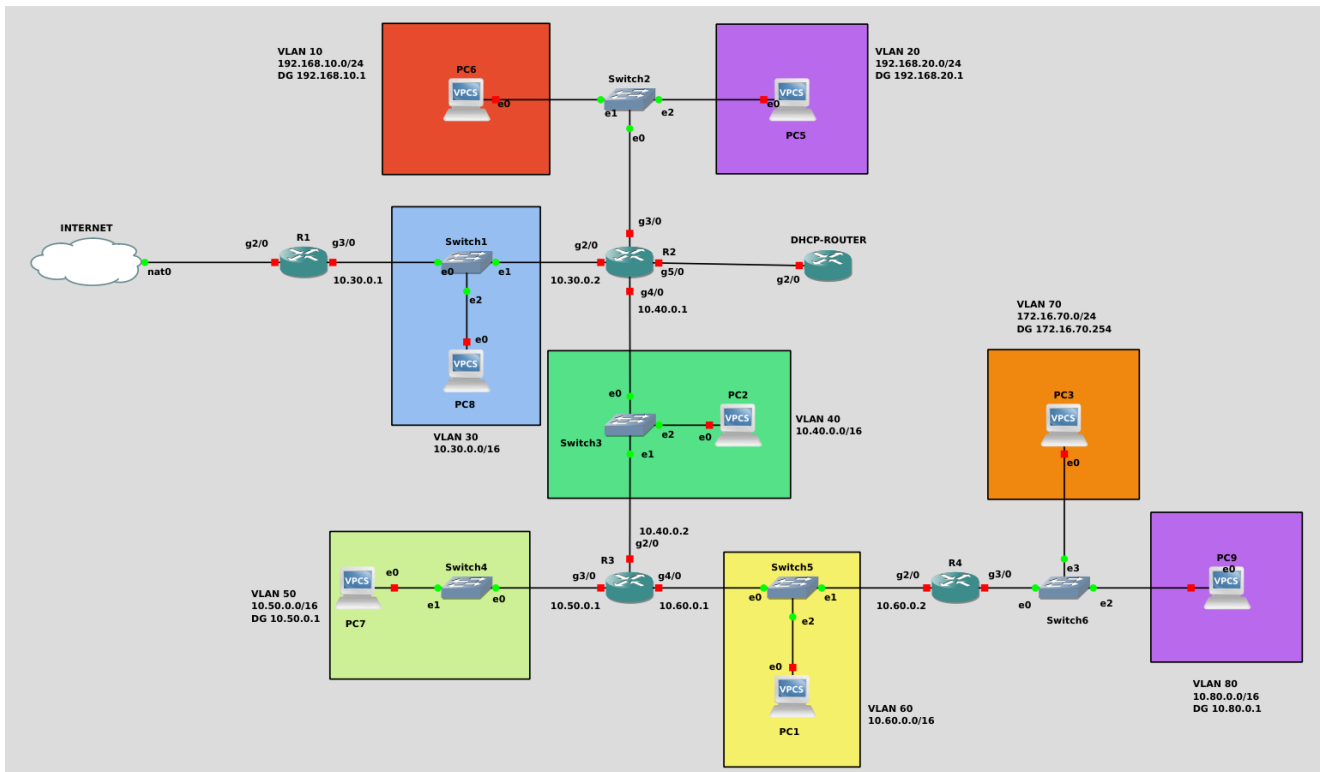 VLAN 10
192.168.10.0/24
DG 192.168.10.1
PC6
VPCS
e0
Switch2
e1
e2
e0
e0
VPCS
PC5
VLAN 20
192.168.20.0/24
DG 192.168.20.1
INTERNET
nat0
g2/0
R1
g3/0
10.30.0.1
Switch1
e0
e1
e2
e0
VPCS
PC8
VLAN 30
10.30.0.0/16
g3/0
g2/0
R2
g5/0
10.30.0.2
g4/0
10.40.0.1
DHCP-ROUTER
g2/0
e0
Switch3
e2
e1
PC2
VPCS
e0
VLAN 40
10.40.0.0/16
VLAN 70
172.16.70.0/24
DG 172.16.70.254
PC3
VPCS
e0
10.40.0.2
g2/0
R3
g3/0
g4/0
10.50.0.1
10.60.0.1
VLAN 50
10.50.0.0/16
DG 10.50.0.1
VPCS
e0
PC7
Switch4
e1
e0
Switch5
e0
e1
e2
e0
VPCS
PC1
VLAN 60
10.60.0.0/16
g2/0
R4
g3/0
10.60.0.2
e3
e0
e2
Switch6
PC9
e0
VPCS
VLAN 80
10.80.0.0/16
DG 10.80.0.1